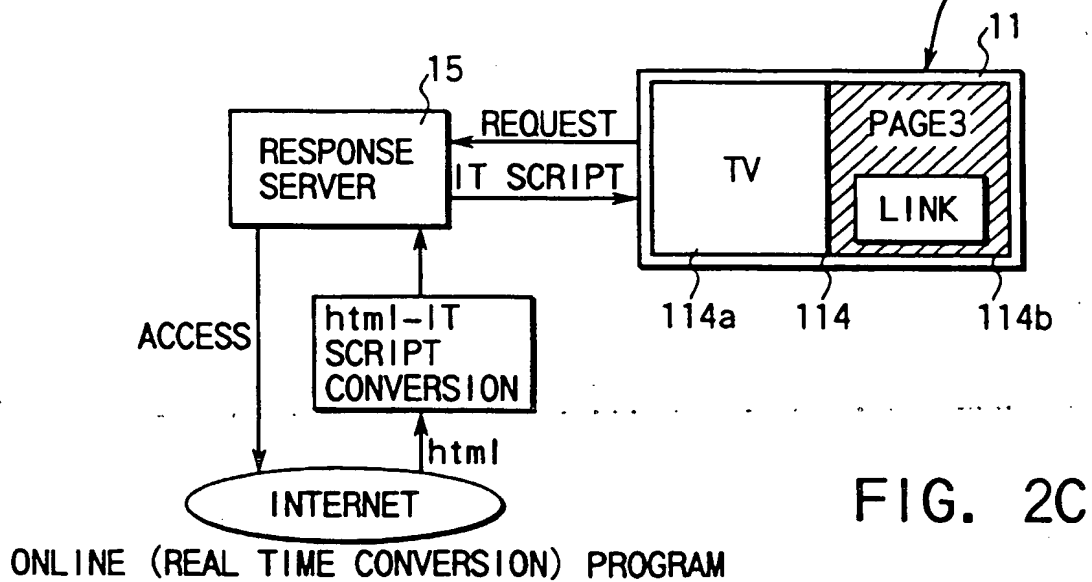 11
15
REQUEST
PAGE3
RESPONSE
SERVER
TV
IT SCRIPT
LINK
114a
114
114b
ACCESS
html-IT
SCRIPT
CONVERSION
html
INTERNET
FIG. 2C
ONLINE (REAL TIME CONVERSION) PROGRAM